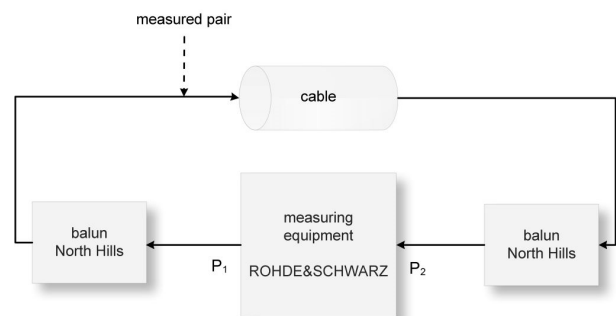 measured pair
cable
balun
North Hills
measuring
equipment
ROHDE&SCHWARZ
balun
North Hills
P₁
P₂